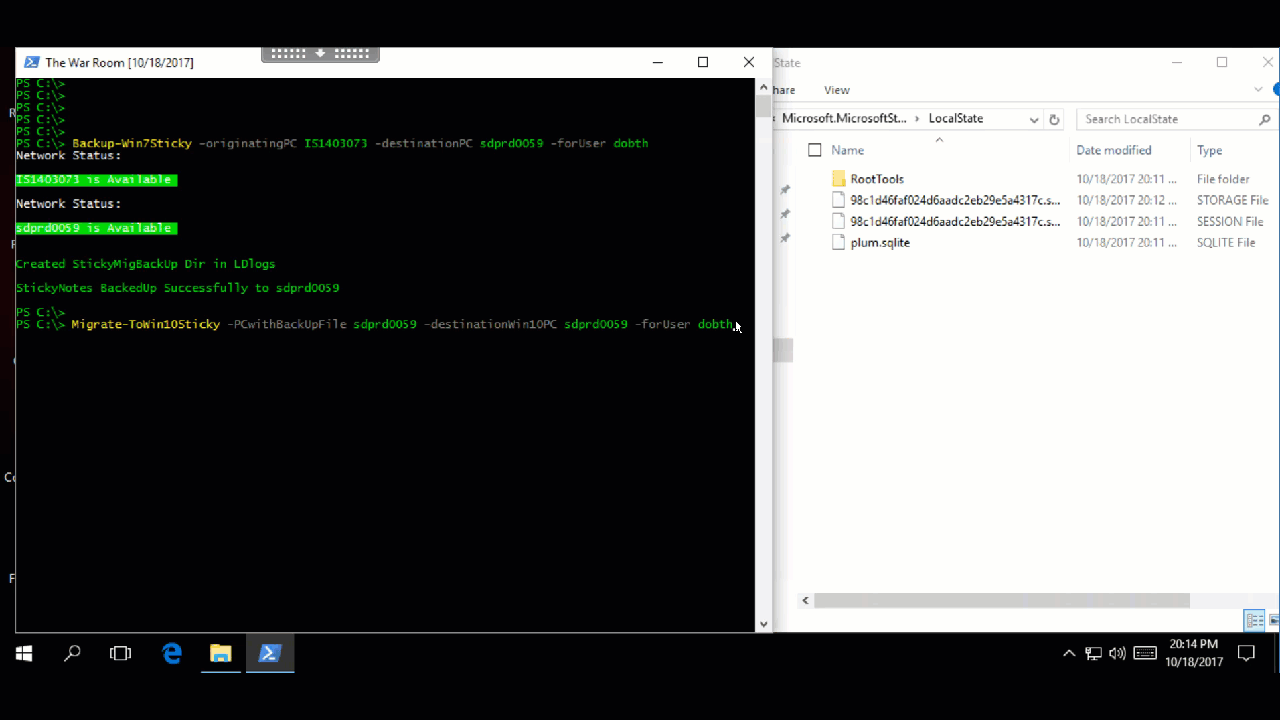 The War Room [10/18/2017]
PS C:\>
PS C:\>
PS C:\>
PS C:\>
PS C:\>
PS C:\> Backup-Win7Sticky -originatingPC IS1403073 -destinationPC sdprd0059 -forUser dobth
Network Status:
IS1403073 is Available
Network Status:
sdprd0059 is Available
Created StickyMigBackUp Dir in LDlogs
StickyNotes BackedUp Successfully to sdprd0059
PS C:\>
PS C:\> Migrate-ToWin10Sticky -PCwithBackUpFile sdprd0059 -destinationWin10PC sdprd0059 -forUser dobth
State
hare View
Microsoft.MicrosoftSt... LocalState Search LocalState
Name Date modified Type
RootTools 10/18/2017 20:11 ... File folder
98c1d46faf024d6aadc2eb29e5a4317c.s... 10/18/2017 20:12 ... STORAGE File
98c1d46faf024d6aadc2eb29e5a4317c.s... 10/18/2017 20:11 ... SESSION File
plum.sqlite 10/18/2017 20:11 ... SQLITE File
20:14 PM
10/18/2017